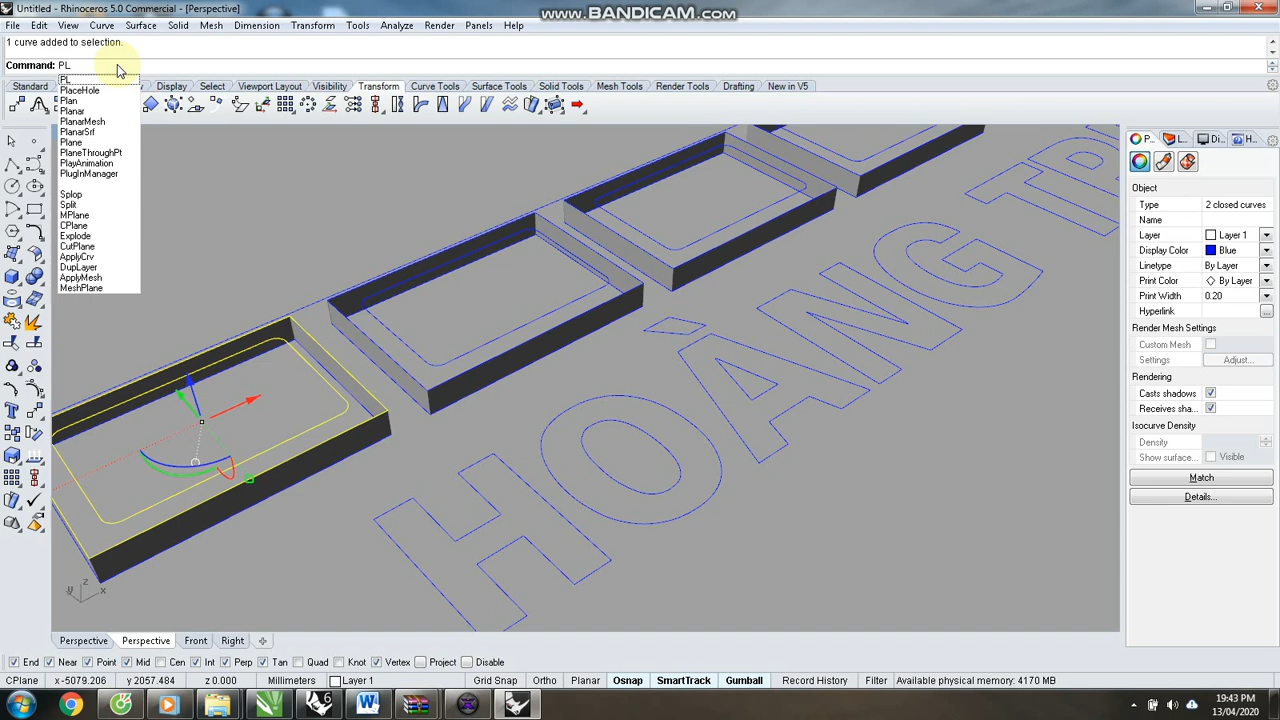 Untitled - Rhinoceros 5.0 Commercial - [Perspective]
www.BANDICAM.com
File Edit View Curve Surface Solid Mesh Dimension Transform Tools Analyze Render Panels Help
1 curve added to selection.
Command: PL
Standard Display Select Viewport Layout Visibility Transform Curve Tools Surface Tools Solid Tools Mesh Tools Render Tools Drafting New in V5
PL
PlaceHole
Plan
Planar
PlanarMesh
PlanarSrf
Plane
PlaneThroughPt
PlayAnimation
PlugInManager
Splop
Split
MPlane
CPlane
Explode
CutPlane
ApplyCrv
DupLayer
ApplyMesh
MeshPlane
P... L... Di... H...
Object
Type 2 closed curves
Name
Layer Layer 1
Display Color Blue
Linetype By Layer
Print Color By Layer
Print Width 0.20
Hyperlink ...
Render Mesh Settings
Custom Mesh
Settings Adjust...
Rendering
Casts shadows
Receives sha...
Isocurve Density
Density
Show surface... Visible
Match
Details...
HOÀNG
z
y x
Perspective Perspective Front Right
End Near Point Mid Cen Int Perp Tan Quad Knot Vertex Project Disable
CPlane x -5079.206 y 2057.484 z 0.000 Millimeters Layer 1 Grid Snap Ortho Planar Osnap SmartTrack Gumball Record History Filter Available physical memory: 4170 MB
19:43 PM
13/04/2020